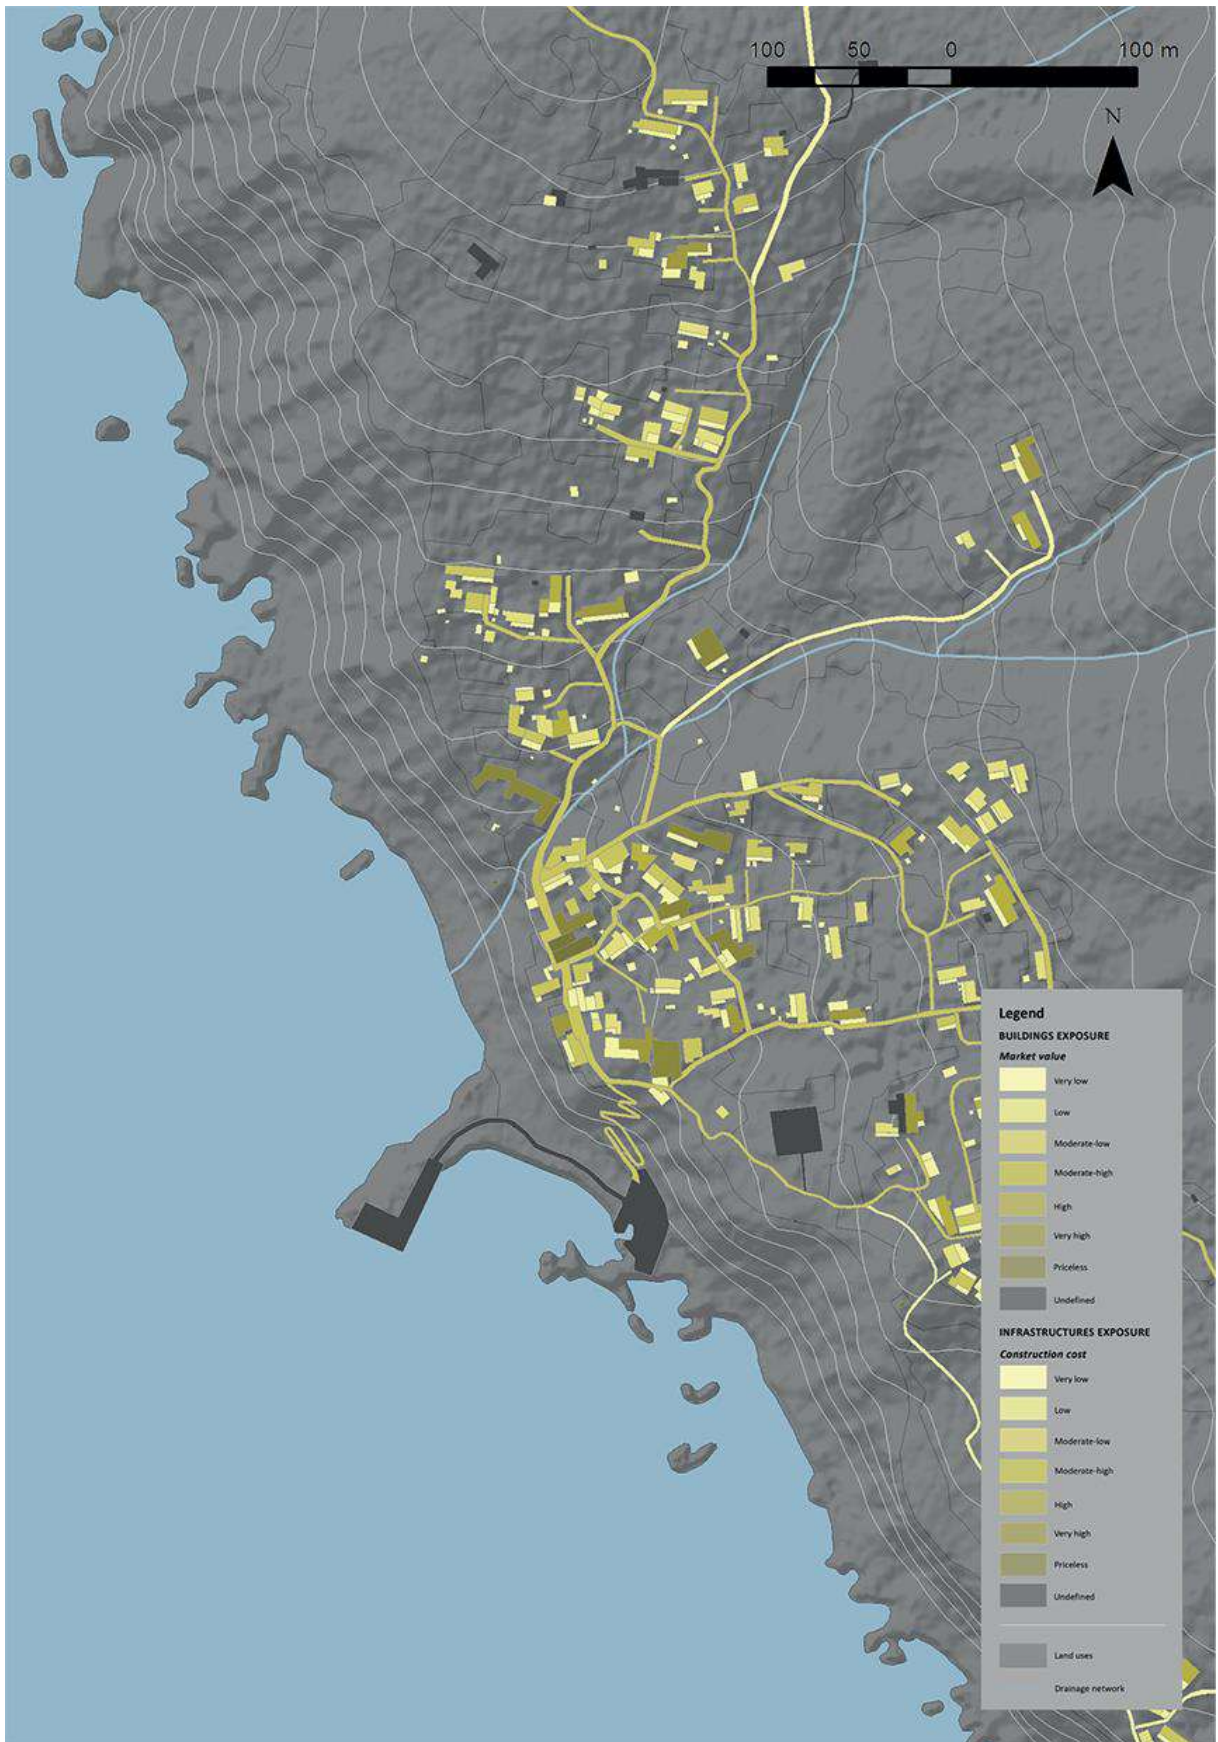 100 50 0 100 m
N
Legend
BUILDINGS EXPOSURE
Market value
Very low
Low
Moderate-low
Moderate-high
High
Very high
Priceless
Undefined
INFRASTRUCTURES EXPOSURE
Construction cost
Very low
Low
Moderate-low
Moderate-high
High
Very high
Priceless
Undefined
Land uses
Drainage network